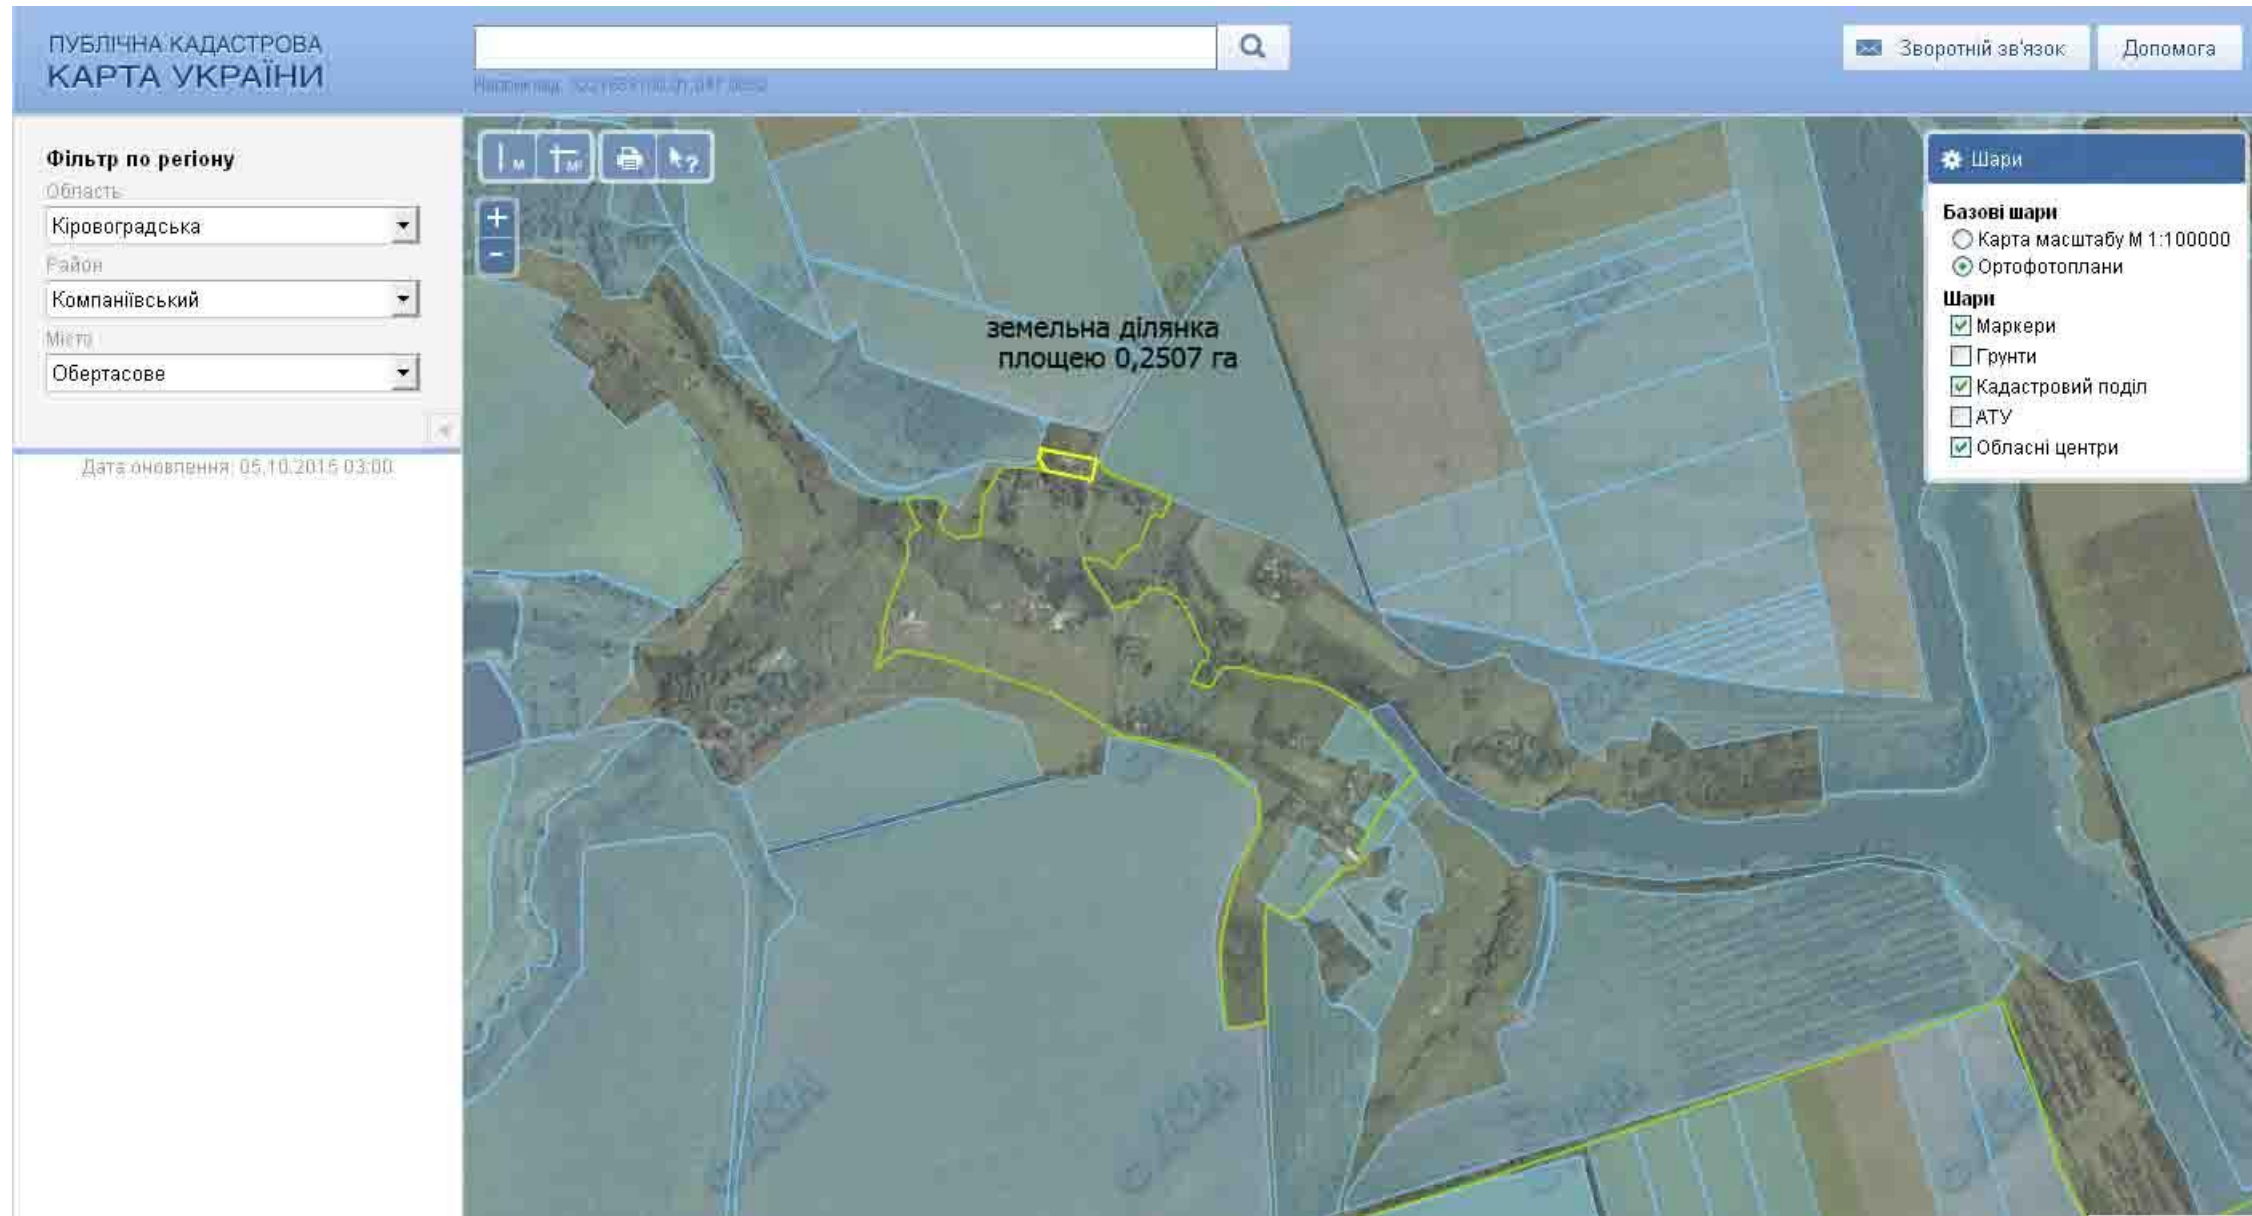 ПУБЛІЧНА КАДАСТРОВА
КАРТА УКРАЇНИ
Зворотній зв'язок
Допомога
Фільтр по регіону
Область
Кіровоградська
Район
Компаніївський
Місто
Обертасове
Дата оновлення: 05.10.2015 03:00
М
М²
+
-
земельна ділянка
площею 0,2507 га
Шари
Базові шари
Карта масштабу М 1:100000
Ортофотоплани
Шари
Маркери
Грунти
Кадастровий поділ
АТУ
Обласні центри